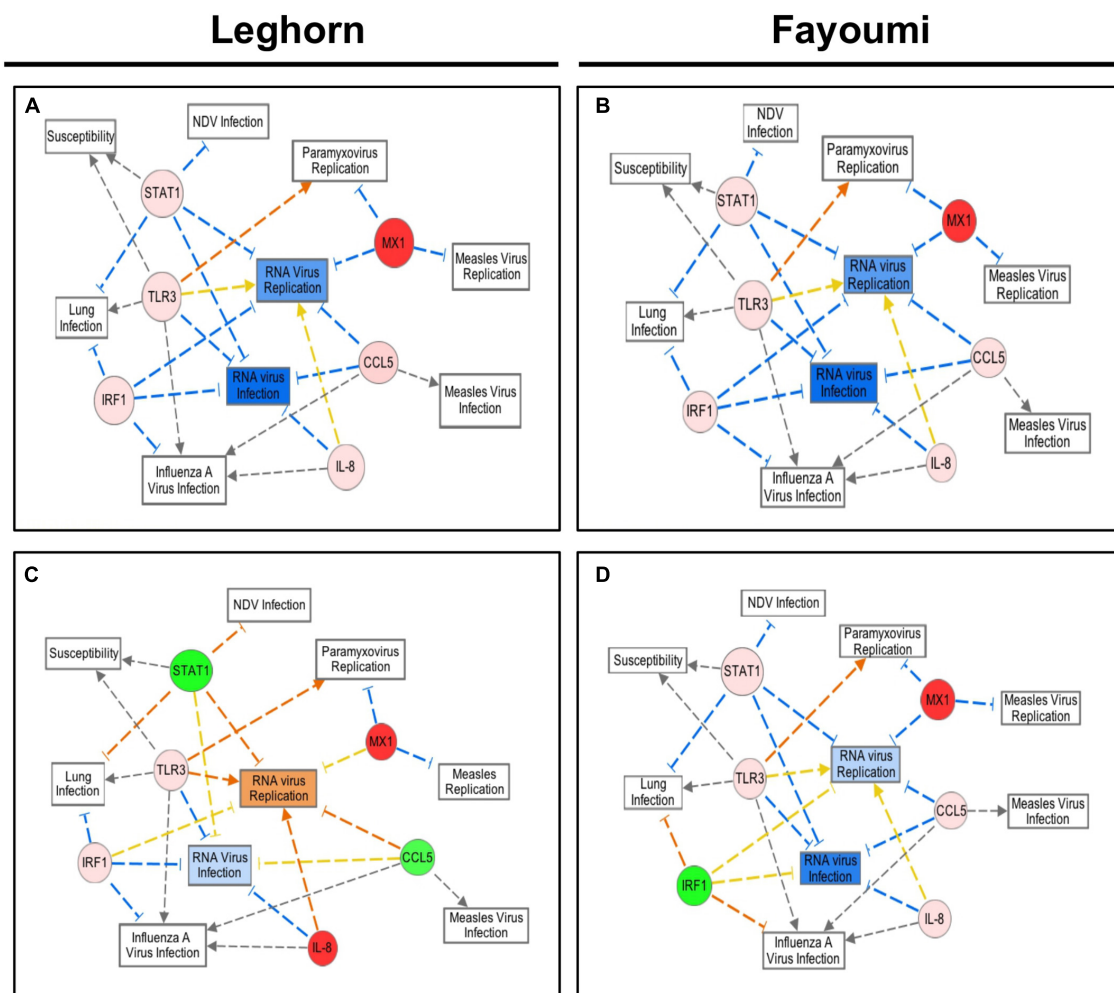 Leghorn
Fayoumi
A
NDV Infection
Susceptibility
Paramyxovirus
Replication
STAT1
MX1
Measles Virus
Replication
RNA Virus
Replication
TLR3
Lung
Infection
CCL5
RNA virus
Infection
Measles Virus
Infection
IRF1
IL-8
Influenza A
Virus Infection
B
NDV
Infection
Paramyxovirus
Replication
Susceptibility
STAT1
MX1
RNA virus
Replication
Measles Virus
Replication
TLR3
Lung
Infection
CCL5
RNA virus
Infection
IRF1
Measles Virus
Infection
IL-8
Influenza A
Virus Infection
C
NDV Infection
Susceptibility
Paramyxovirus
Replication
STAT1
MX1
TLR3
Lung
Infection
RNA virus
Replication
Measles
Replication
IRF1
RNA Virus
Infection
CCL5
Measles Virus
Infection
Influenza A
Virus Infection
IL-8
D
NDV Infection
Paramyxovirus
Replication
Susceptibility
STAT1
MX1
Measles Virus
Replication
RNA virus
Replication
TLR3
Lung
Infection
CCL5
Measles Virus
Infection
RNA virus
Infection
IRF1
IL-8
Influenza A
Virus Infection